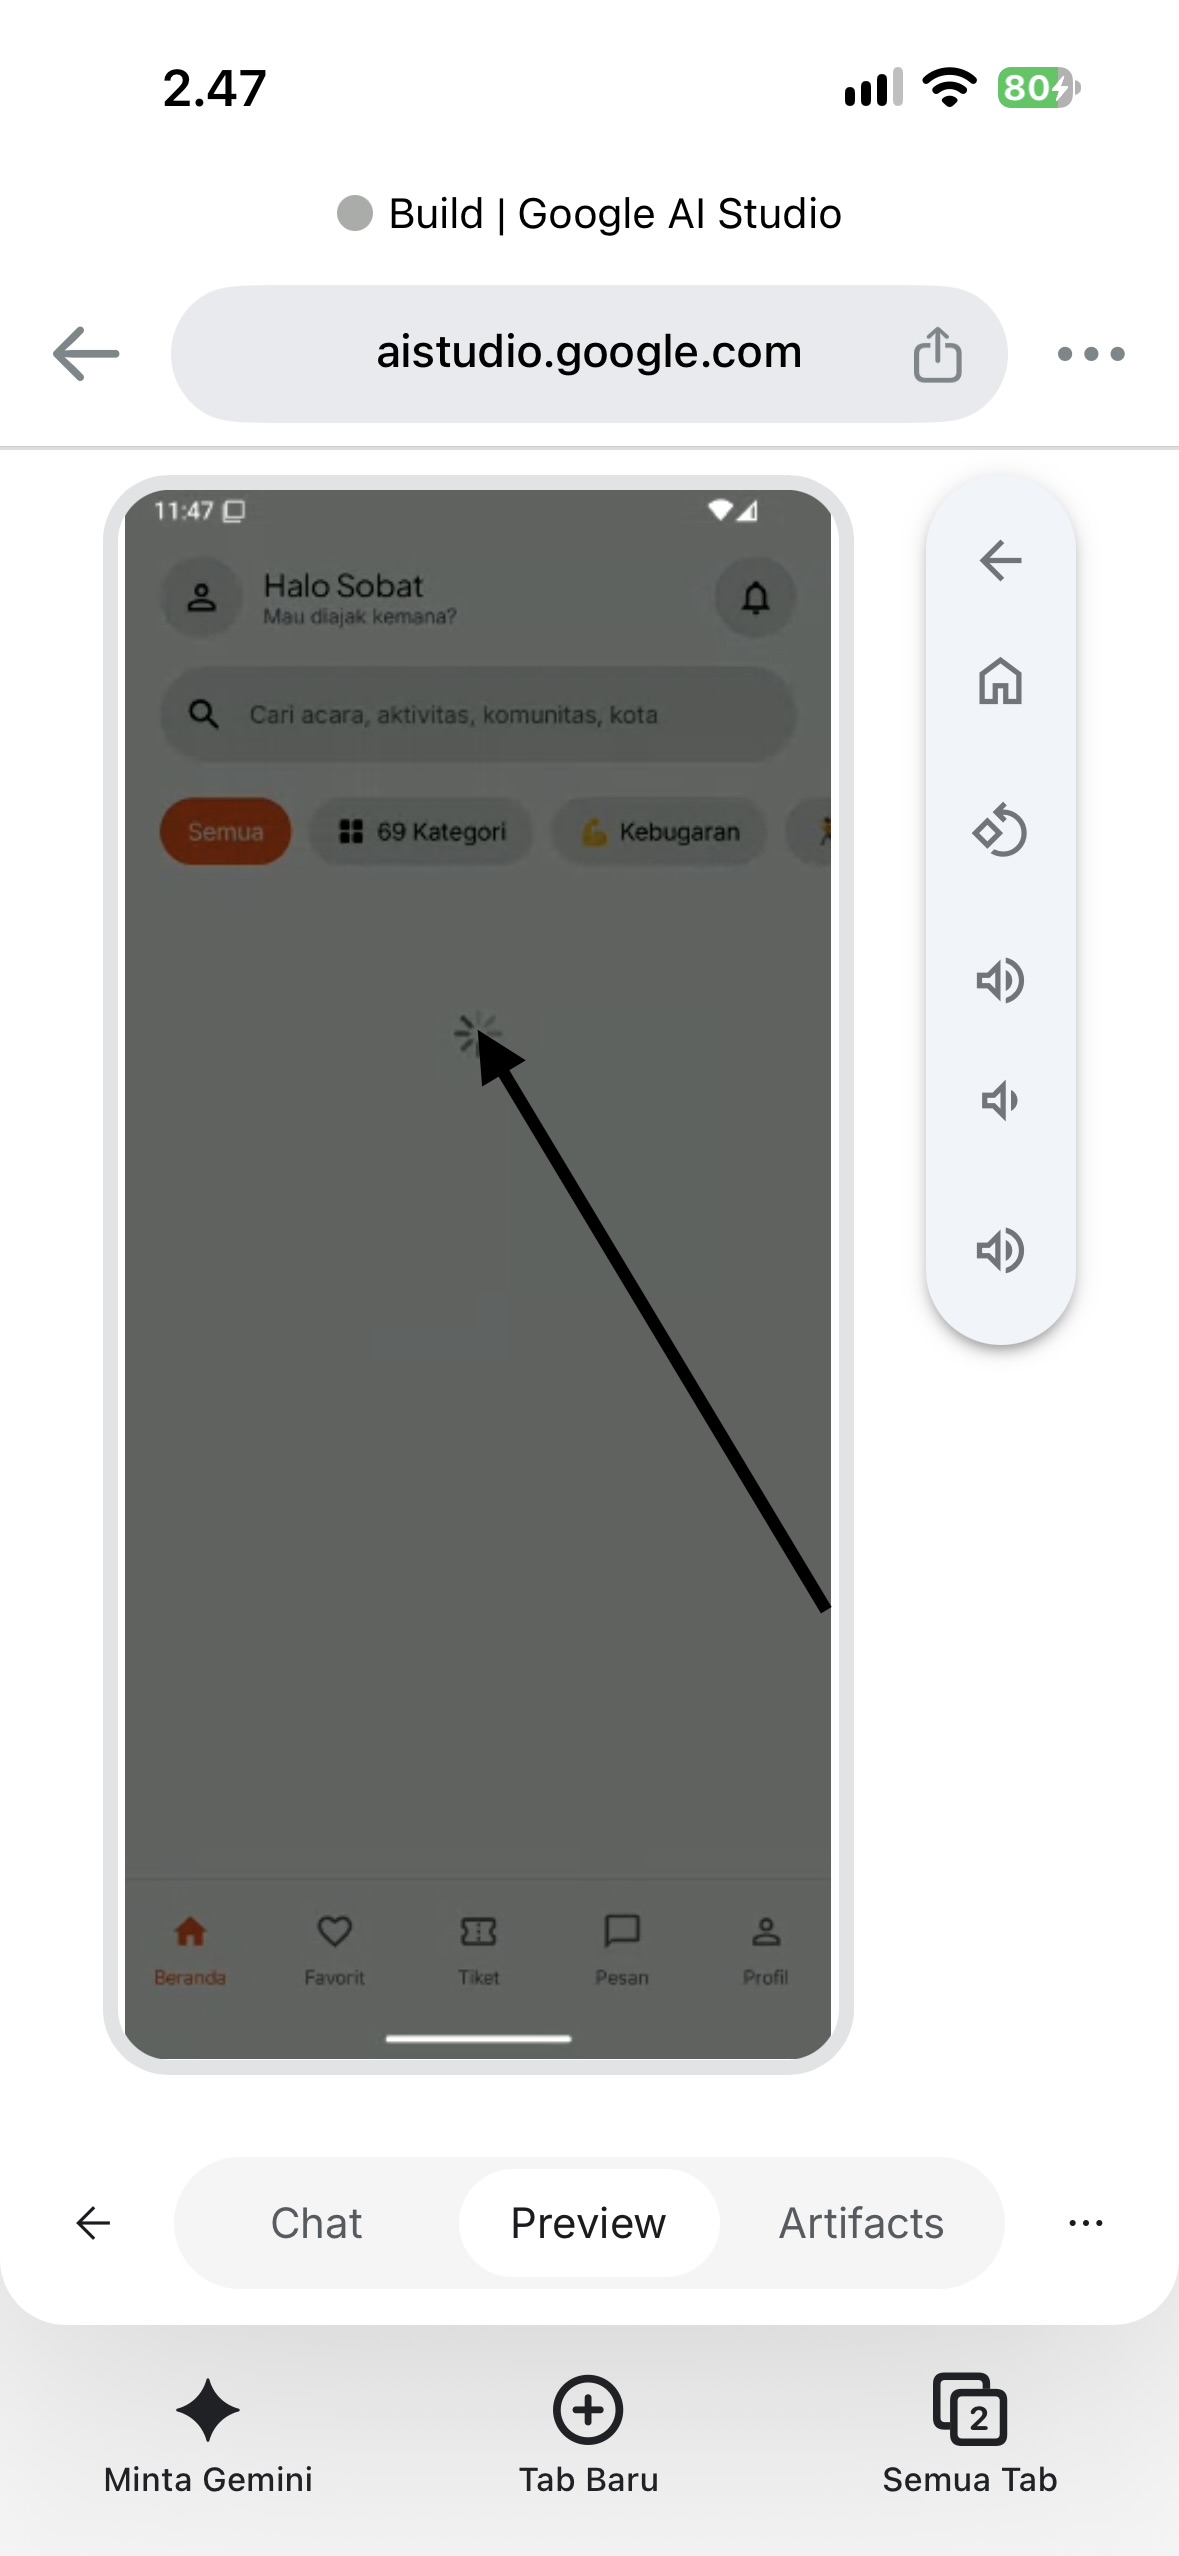 2.47
80
Build | Google AI Studio
aistudio.google.com
11:47
Halo Sobat
Mau diajak kemana?
Cari acara, aktivitas, komunitas, kota
Semua
69 Kategori
Kebugaran
Beranda
Favorit
Tiket
Pesan
Profil
Chat
Preview
Artifacts
2
Minta Gemini
Tab Baru
Semua Tab